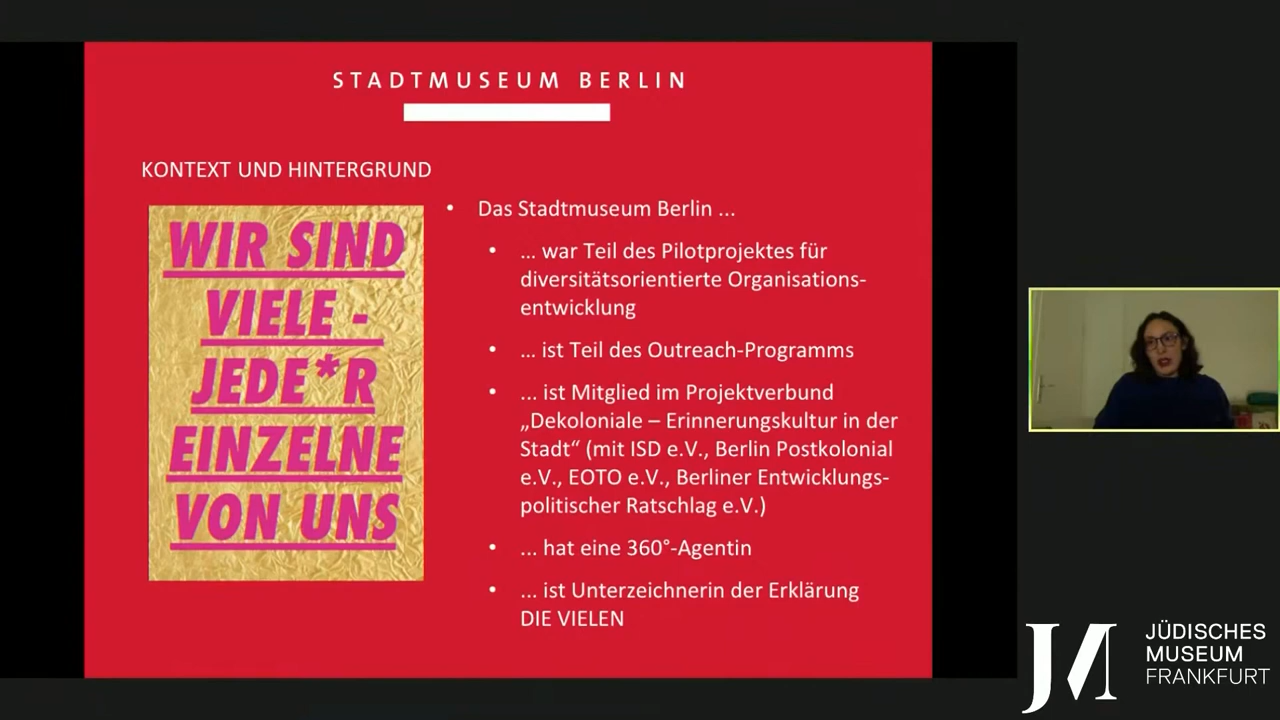 STADTMUSEUM BERLIN
KONTEXT UND HINTERGRUND
WIR SIND
VIELE -
JEDE*R
EINZELNE
VON UNS
• Das Stadtmuseum Berlin ...
• ... war Teil des Pilotprojektes für
diversitätsorientierte Organisations-
entwicklung
• ... ist Teil des Outreach-Programms
• ... ist Mitglied im Projektverbund
„Dekoloniale – Erinnerungskultur in der
Stadt“ (mit ISD e.V., Berlin Postkolonial
e.V., EOTO e.V., Berliner Entwicklungs-
politischer Ratschlag e.V.)
• ... hat eine 360°-Agentin
• ... ist Unterzeichnerin der Erklärung
DIE VIELEN
JM
JÜDISCHES
MUSEUM
FRANKFURT